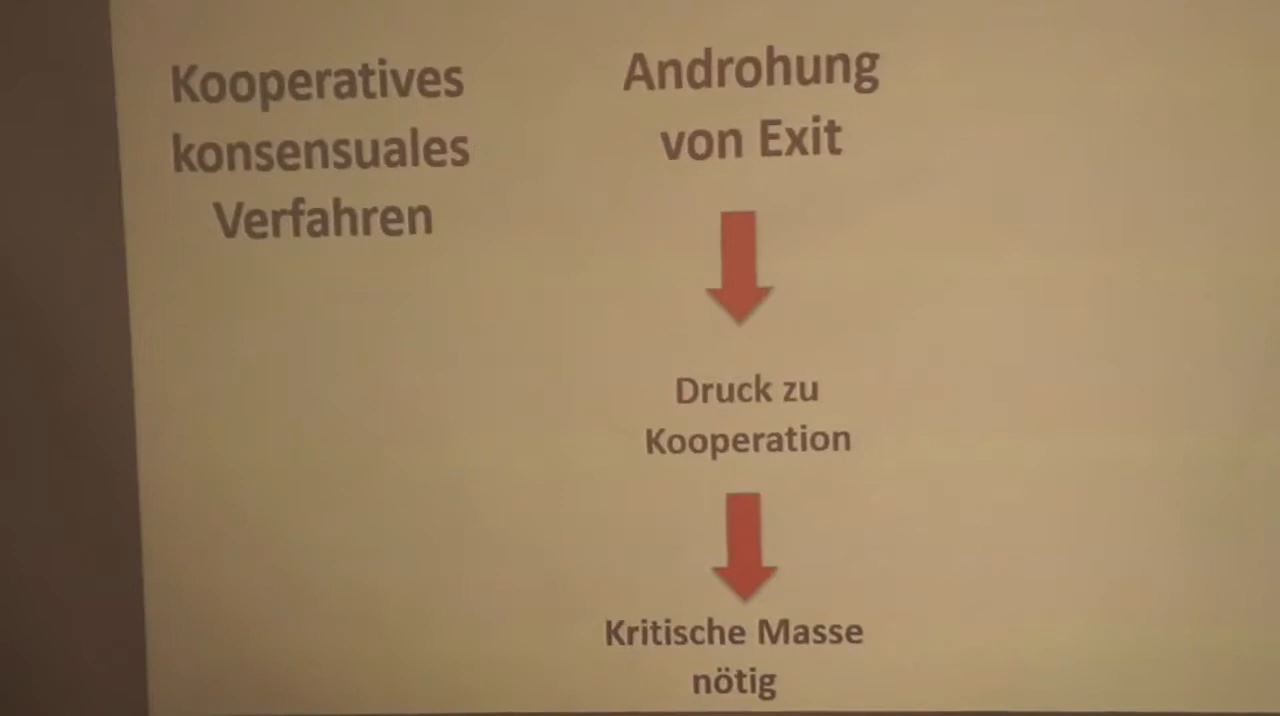 Kooperatives
konsensuales
Verfahren
Androhung
von Exit
Druck zu
Kooperation
Kritische Masse
nötig